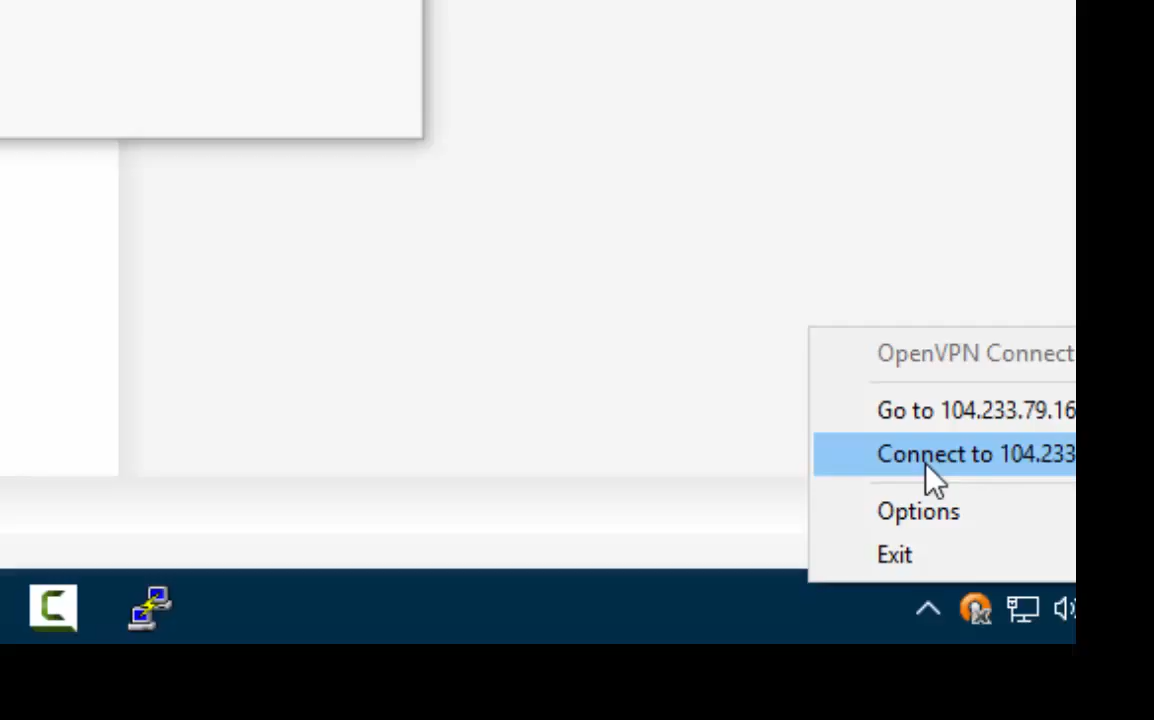 OpenVPN Connect
Go to 104.233.79.16
Connect to 104.233
Options
Exit